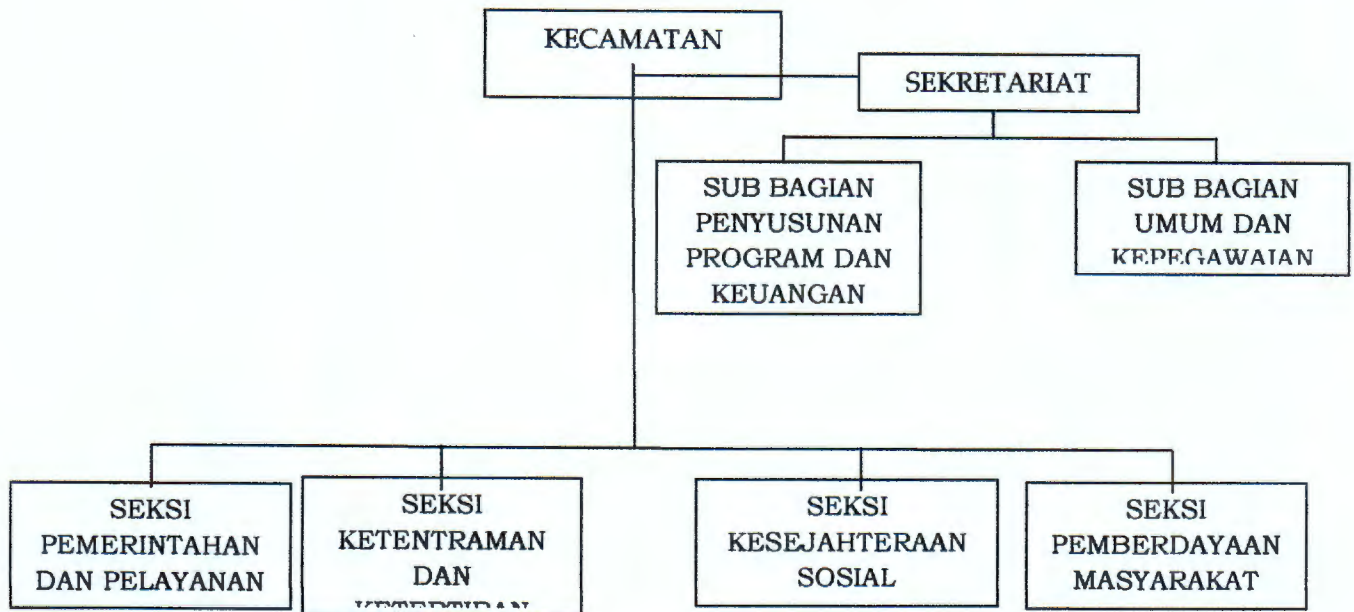 KECAMATAN
SEKRETARIAT
SUB BAGIAN
PENYUSUNAN
PROGRAM DAN
KEUANGAN
SUB BAGIAN
UMUM DAN
KEPEGAWAIAN
SEKSI
PEMERINTAHAN
DAN PELAYANAN
SEKSI
KETENTRAMAN
DAN
KETERTIBAN
SEKSI
KESEJAHTERAAN
SOSIAL
SEKSI
PEMBERDAYAAN
MASYARAKAT